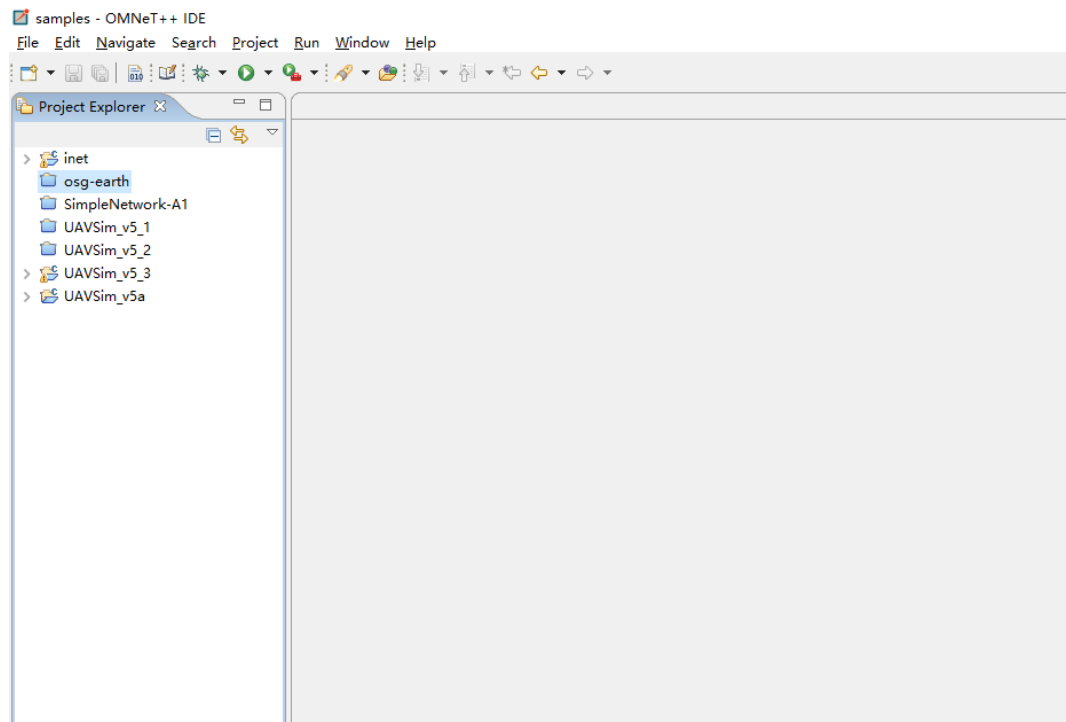 samples - OMNeT++ IDE
File Edit Navigate Search Project Run Window Help
Project Explorer
inet
osg-earth
SimpleNetwork-A1
UAVSim_v5_1
UAVSim_v5_2
UAVSim_v5_3
UAVSim_v5a